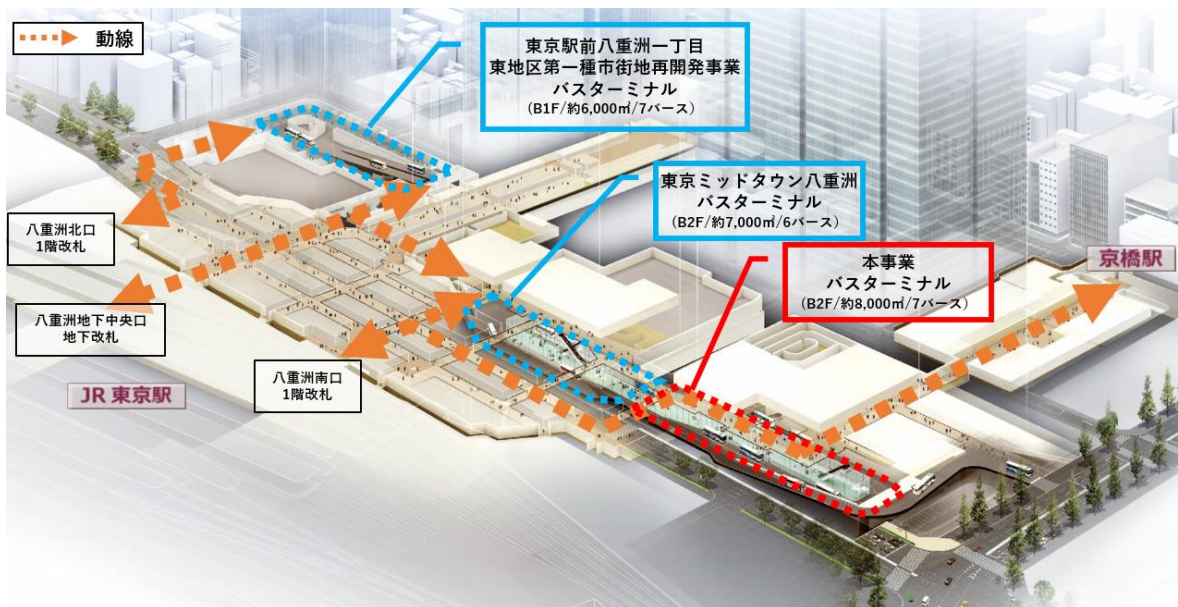 動線
東京駅前八重洲一丁目
東地区第一種市街地再開発事業
バスターミナル
（B1F/約6,000㎡/7バース）
東京ミッドタウン八重洲
バスターミナル
（B2F/約7,000㎡/6バース）
本事業
バスターミナル
（B2F/約8,000㎡/7バース）
京橋駅
八重洲北口
1階改札
八重洲地下中央口
地下改札
八重洲南口
1階改札
JR 東京駅